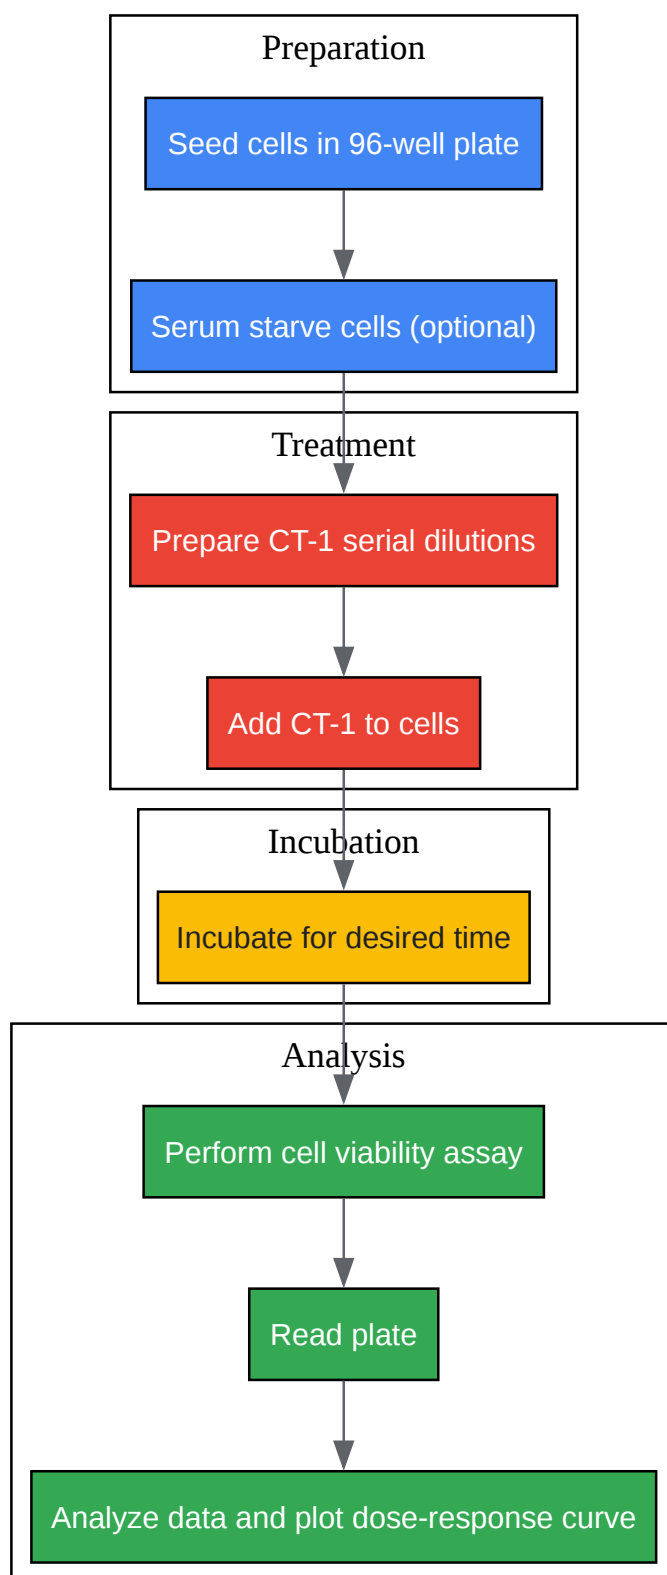 Preparation
Seed cells in 96-well plate
Serum starve cells (optional)
Treatment
Prepare CT-1 serial dilutions
Add CT-1 to cells
Incubation
Incubate for desired time
Analysis
Perform cell viability assay
Read plate
Analyze data and plot dose-response curve